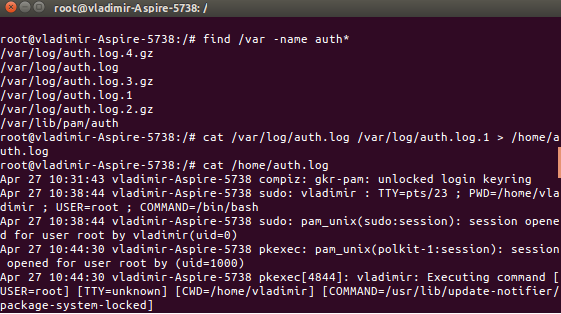 root@vladimir-Aspire-5738: /
root@vladimir-Aspire-5738:/# find /var -name auth*
/var/log/auth.log.4.gz
/var/log/auth.log
/var/log/auth.log.3.gz
/var/log/auth.log.1
/var/log/auth.log.2.gz
/var/lib/pam/auth
root@vladimir-Aspire-5738:/# cat /var/log/auth.log /var/log/auth.log.1 > /home/a
uth.log
root@vladimir-Aspire-5738:/# cat /home/auth.log
Apr 27 10:31:43 vladimir-Aspire-5738 compiz: gkr-pam: unlocked login keyring
Apr 27 10:38:44 vladimir-Aspire-5738 sudo: vladimir : TTY=pts/23 ; PWD=/home/vla
dimir ; USER=root ; COMMAND=/bin/bash
Apr 27 10:38:44 vladimir-Aspire-5738 sudo: pam_unix(sudo:session): session opene
d for user root by vladimir(uid=0)
Apr 27 10:44:30 vladimir-Aspire-5738 pkexec: pam_unix(polkit-1:session): session
 opened for user root by (uid=1000)
Apr 27 10:44:30 vladimir-Aspire-5738 pkexec[4844]: vladimir: Executing command [
USER=root] [TTY=unknown] [CWD=/home/vladimir] [COMMAND=/usr/lib/update-notifier/
package-system-locked]